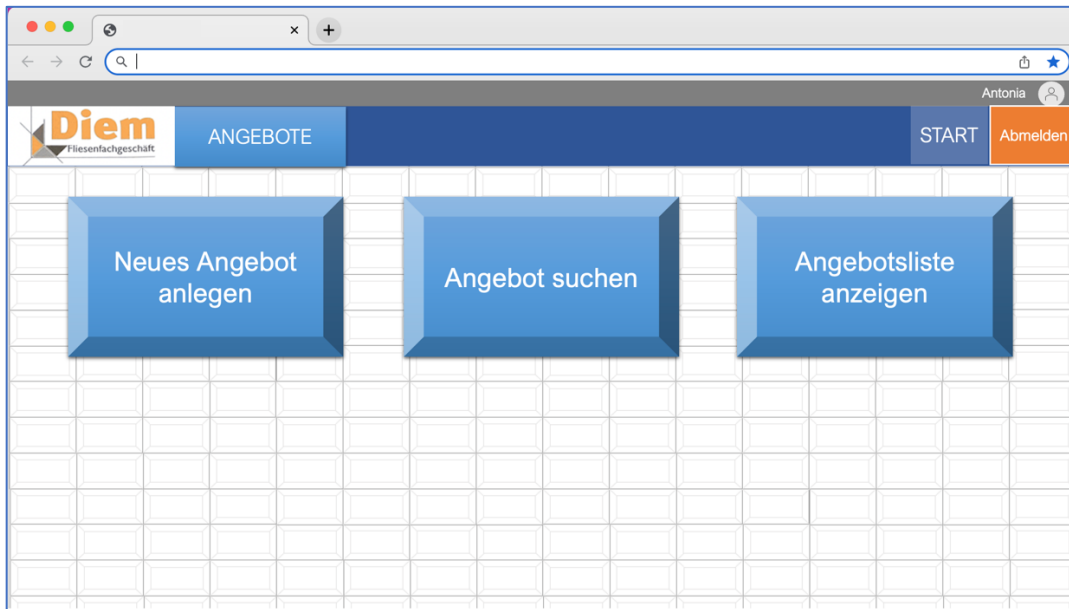 Antonia
Diem
Fliesenfachgeschäft
ANGEBOTE
START
Abmelden
Neues Angebot
anlegen
Angebot suchen
Angebotsliste
anzeigen